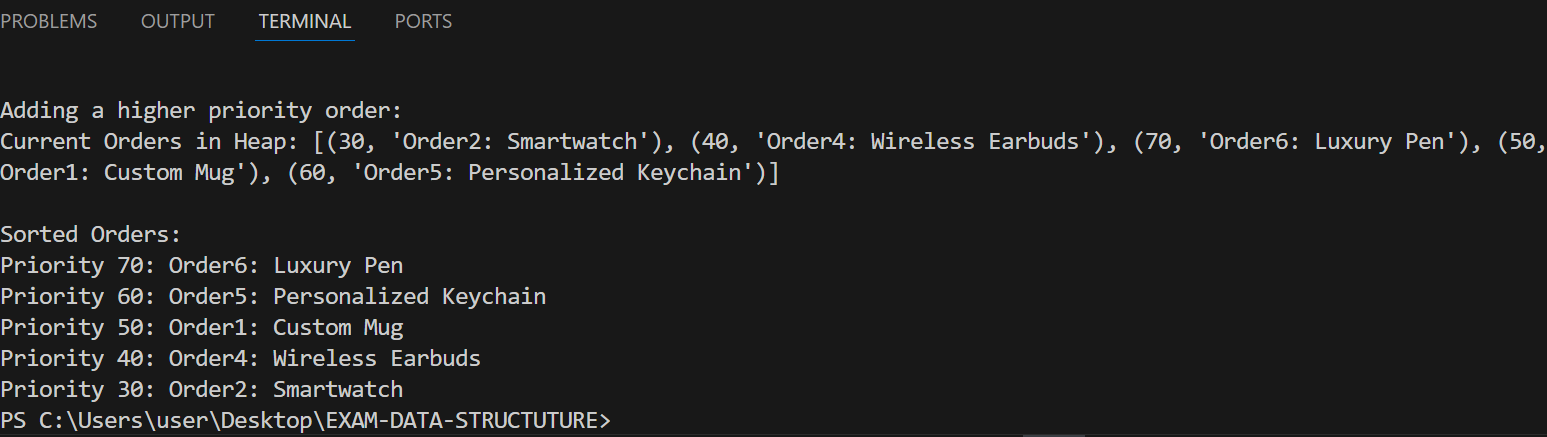 PROBLEMS OUTPUT TERMINAL PORTS
Adding a higher priority order:
Current Orders in Heap: [(30, 'Order2: Smartwatch'), (40, 'Order4: Wireless Earbuds'), (70, 'Order6: Luxury Pen'), (50,
Order1: Custom Mug'), (60, 'Order5: Personalized Keychain')]
Sorted Orders:
Priority 70: Order6: Luxury Pen
Priority 60: Order5: Personalized Keychain
Priority 50: Order1: Custom Mug
Priority 40: Order4: Wireless Earbuds
Priority 30: Order2: Smartwatch
PS C:\Users\user\Desktop\EXAM-DATA-STRUCTUTURE>